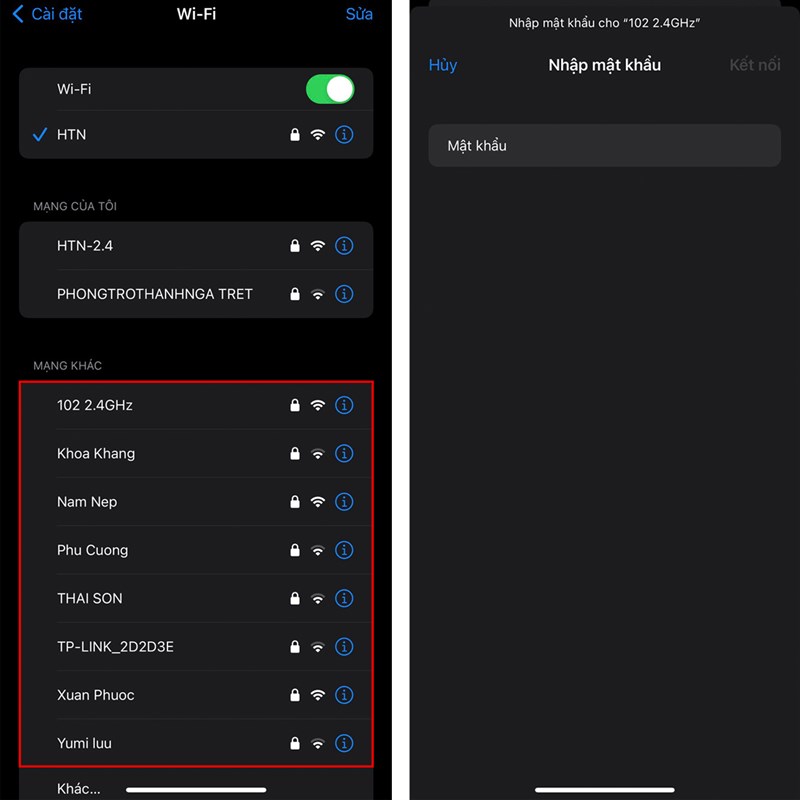 Cài đặt Wi-Fi Sửa
Wi-Fi
HTN
MẠNG CỦA TÔI
HTN-2.4
PHONGTROTHANHNGA TRET
MẠNG KHÁC
102 2.4GHz
Khoa Khang
Nam Nep
Phu Cuong
THAI SON
TP-LINK_2D2D3E
Xuan Phuoc
Yumi luu
Khác...
Nhập mật khẩu cho “102 2.4GHz”
Hủy Nhập mật khẩu Kết nối
Mật khẩu